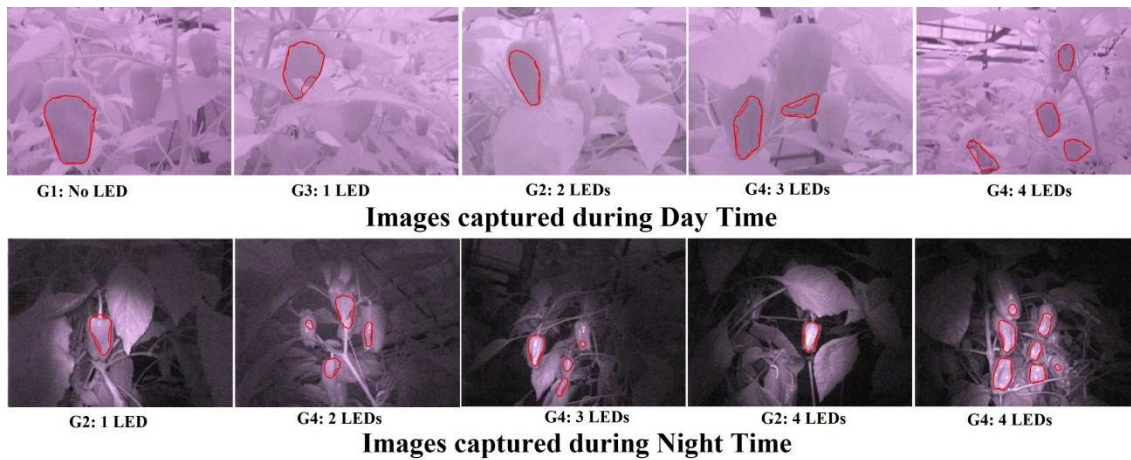 G1: No LED
G3: 1 LED
G2: 2 LEDs
G4: 3 LEDs
G4: 4 LEDs
Images captured during Day Time
G2: 1 LED
G4: 2 LEDs
G4: 3 LEDs
G2: 4 LEDs
G4: 4 LEDs
Images captured during Night Time